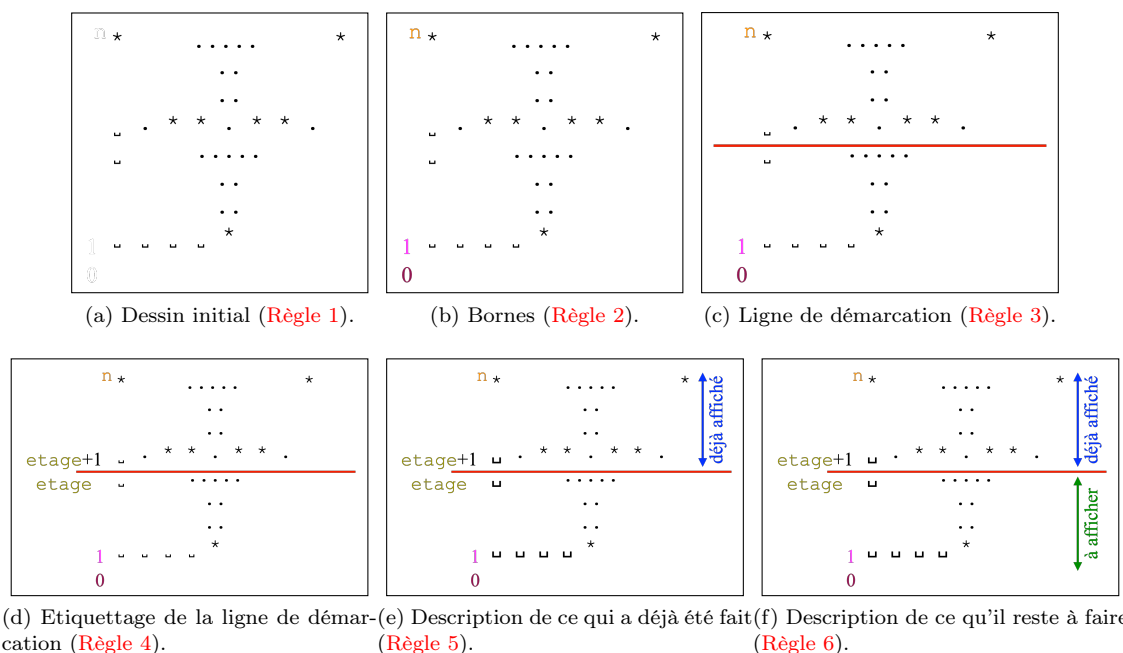 n * . . . . . *
. .
. .
␣ . * * . * * .
␣ . . . . .
. .
. .
*
1 ␣ ␣ ␣ ␣
0
(a) Dessin initial (Règle 1).
n * . . . . . *
. .
. .
␣ . * * . * * .
␣ . . . . .
. .
. .
*
1 ␣ ␣ ␣ ␣
0
(b) Bornes (Règle 2).
n * . . . . . *
. .
. .
␣ . * * . * * .
␣ . . . . .
. .
. .
*
1 ␣ ␣ ␣ ␣
0
(c) Ligne de démarcation (Règle 3).
n * . . . . . *
. .
. .
etage+1 ␣ . * * . * * .
etage ␣ . . . . .
. .
. .
*
1 ␣ ␣ ␣ ␣
0
(d) Etiquettage de la ligne de démar-
cation (Règle 4).
n * . . . . . *
déjà affiché
. .
. .
etage+1 ␣ . * * . * * .
etage ␣ . . . . .
. .
. .
*
1 ␣ ␣ ␣ ␣
0
(e) Description de ce qui a déjà été fait
(Règle 5).
n * . . . . . *
déjà affiché
. .
. .
etage+1 ␣ . * * . * * .
etage ␣ . . . . .
à afficher
. .
. .
*
1 ␣ ␣ ␣ ␣
0
(f) Description de ce qu'il reste à faire
(Règle 6).